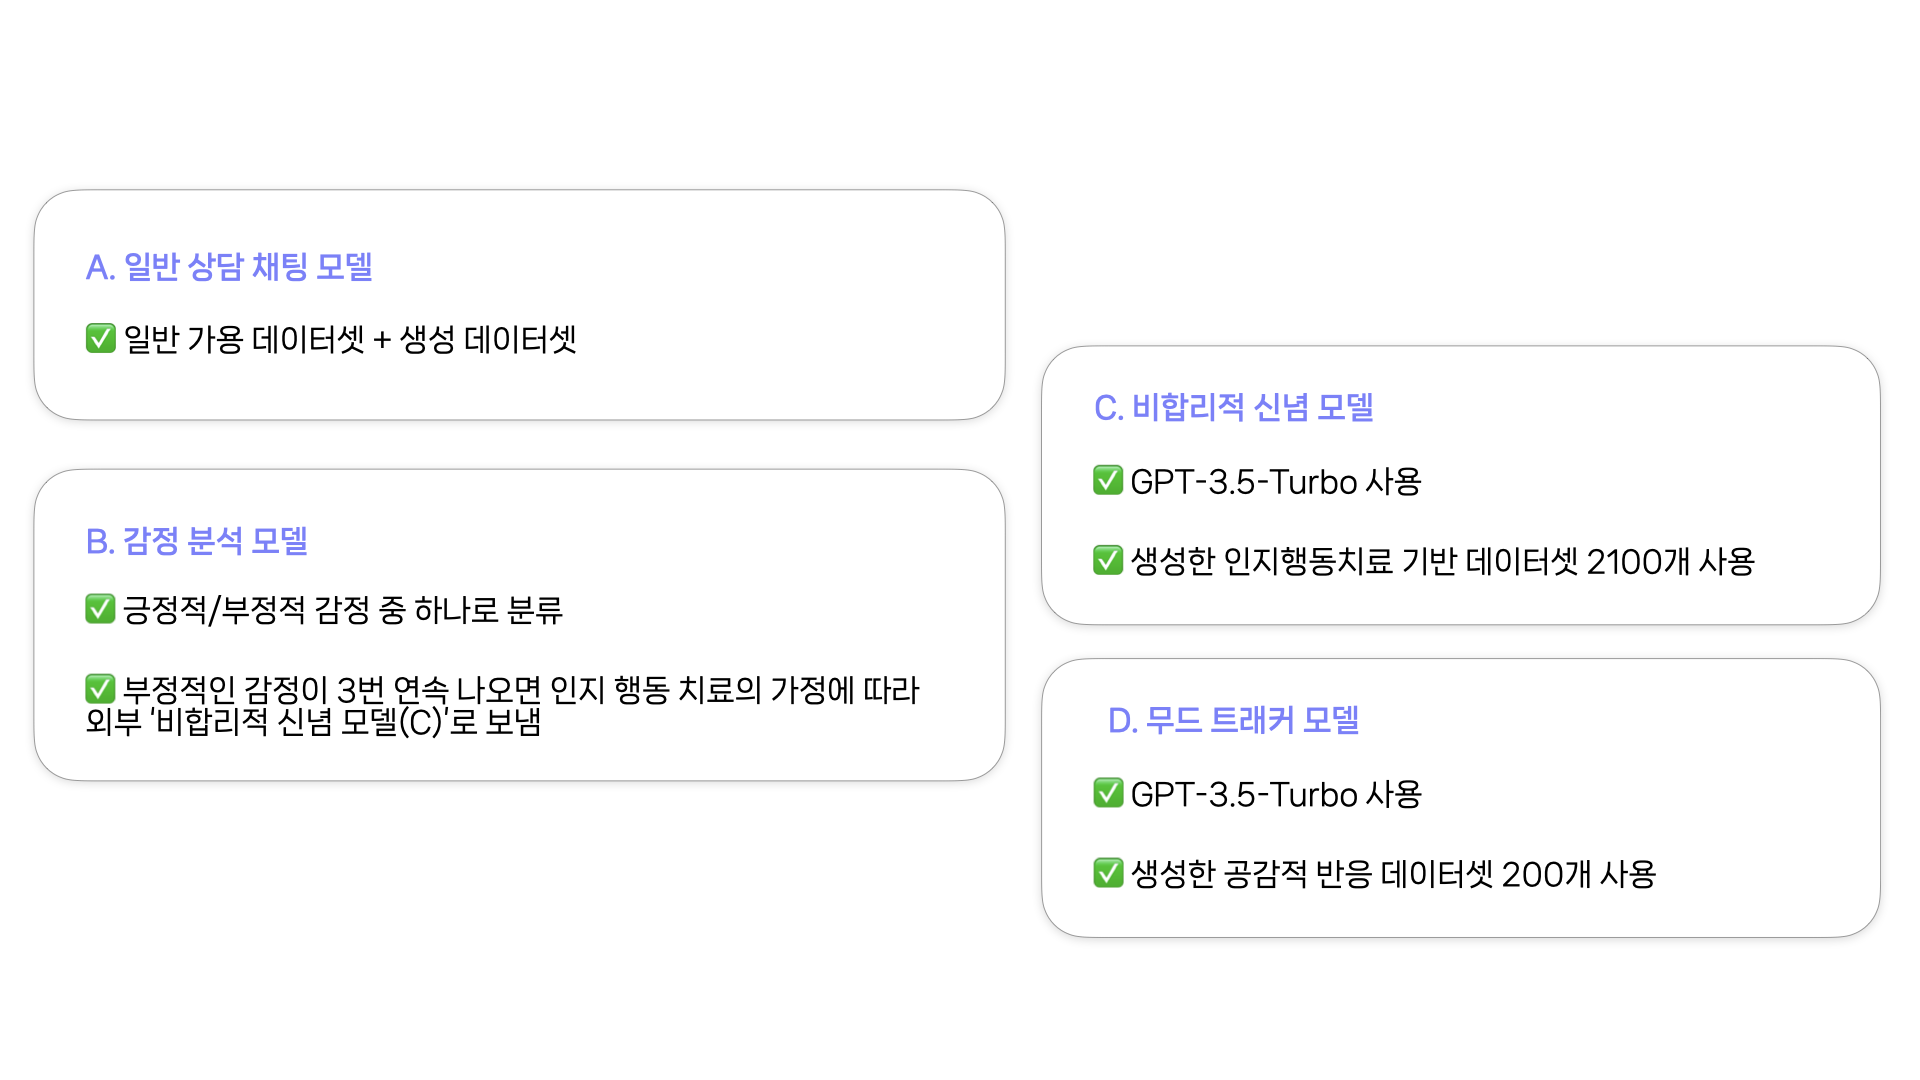 A. 일반 상담 채팅 모델
✅ 일반 가용 데이터셋 + 생성 데이터셋
B. 감정 분석 모델
✅ 긍정적/부정적 감정 중 하나로 분류
✅ 부정적인 감정이 3번 연속 나오면 인지 행동 치료의 가정에 따라
외부 '비합리적 신념 모델(C)'로 보냄
C. 비합리적 신념 모델
✅ GPT-3.5-Turbo 사용
✅ 생성한 인지행동치료 기반 데이터셋 2100개 사용
D. 무드 트래커 모델
✅ GPT-3.5-Turbo 사용
✅ 생성한 공감적 반응 데이터셋 200개 사용